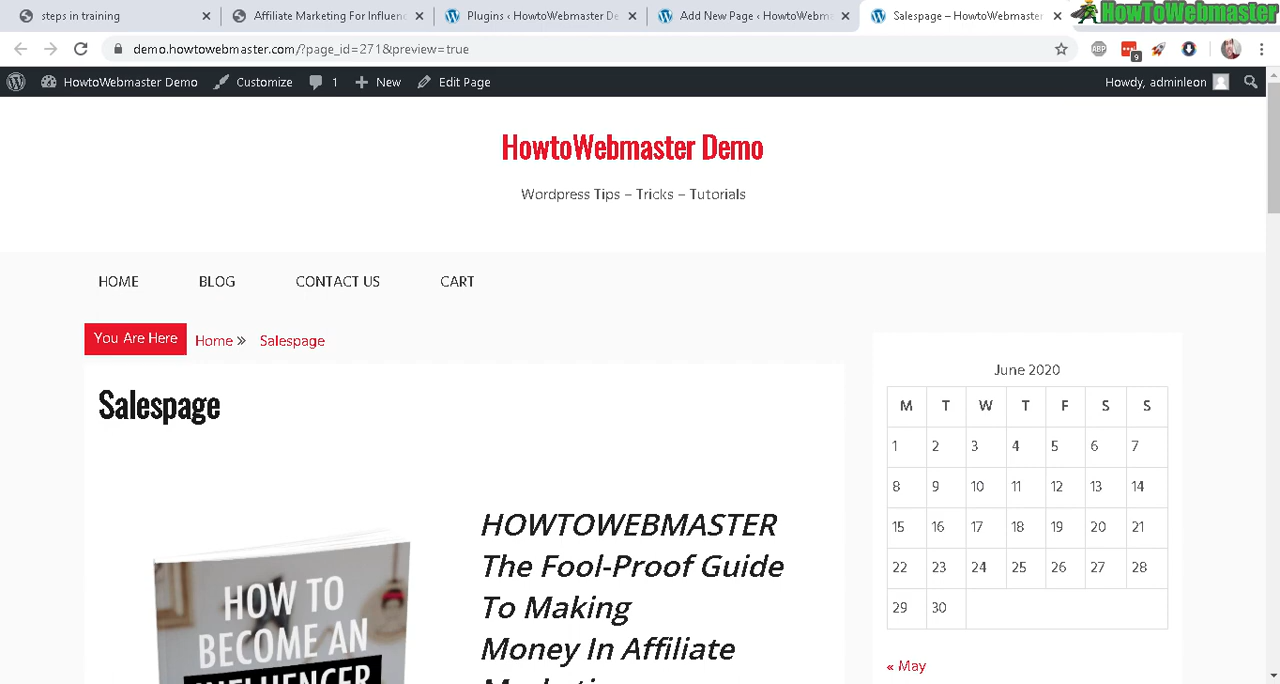 steps in training
Affiliate Marketing For Influenc
Plugins ‹ HowtoWebmaster De
Add New Page ‹ HowtoWebm
Salespage – HowtoWebmaster
HowToWebmaster
demo.howtowebmaster.com/?page_id=271&preview=true
ABP
9
HowtoWebmaster Demo
Customize
1
New
Edit Page
Howdy, adminleon
HowtoWebmaster Demo
Wordpress Tips – Tricks – Tutorials
HOME
BLOG
CONTACT US
CART
You Are Here
Home »
Salespage
Salespage
HOW TO
BECOME AN
INFLUENCER
HOWTOWEBMASTER
The Fool-Proof Guide
To Making
Money In Affiliate
June 2020
M T W T F S S
1 2 3 4 5 6 7
8 9 10 11 12 13 14
15 16 17 18 19 20 21
22 23 24 25 26 27 28
29 30
« May